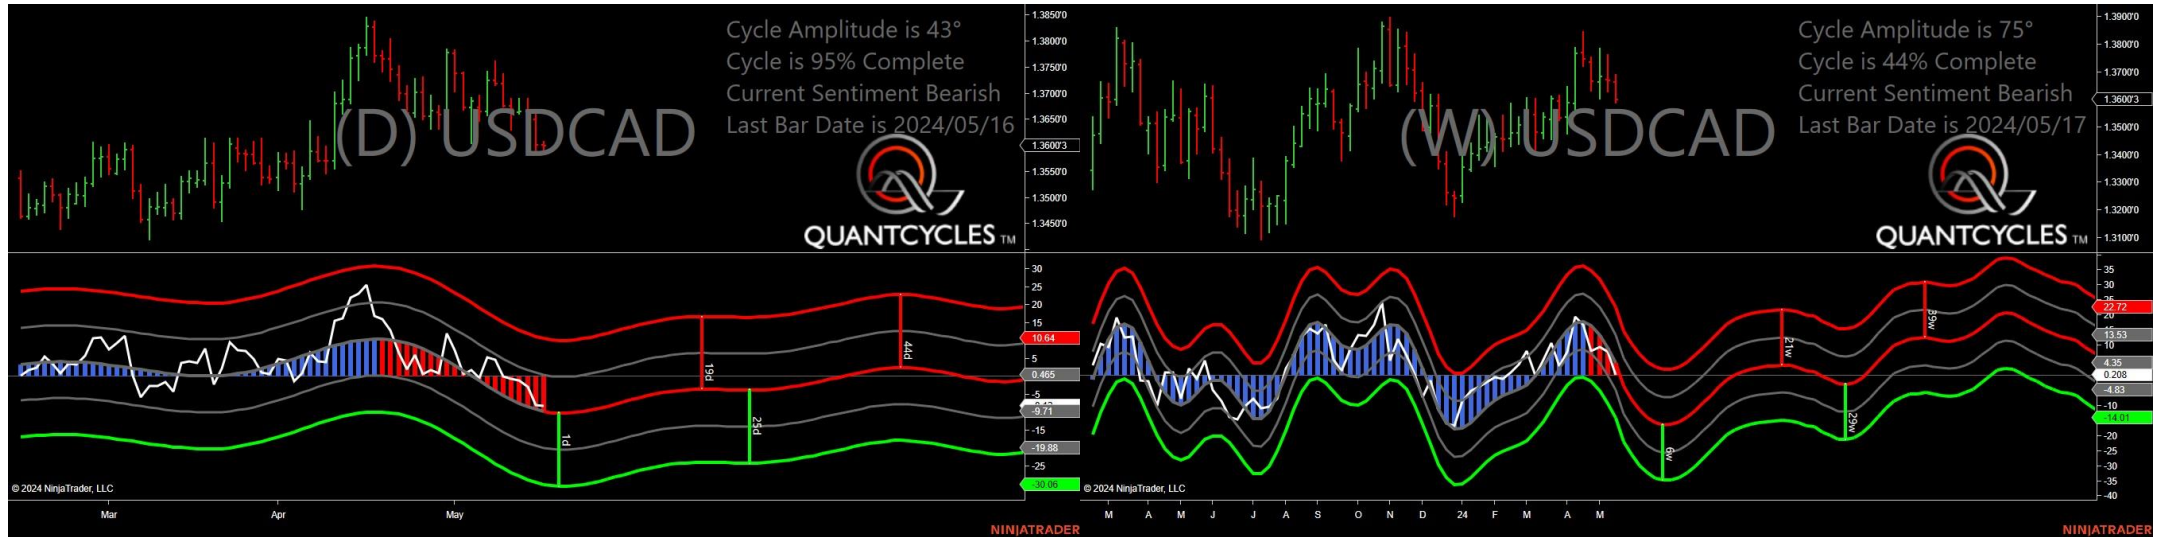 Cycle Amplitude is 43°
Cycle is 95% Complete
Current Sentiment Bearish
Last Bar Date is 2024/05/16
(D) USDCAD
QUANTCYCLES TM
1.3850'0
1.3800'0
1.3750'0
1.3700'0
1.3650'0
1.3600'3
1.3550'0
1.3500'0
1.3450'0
30
25
20
15
10.64
5
0.465
-5
-9.71
-15
-19.88
-25
-30.06
1d
19d
25d
44d
© 2024 NinjaTrader, LLC
Mar Apr May
NINJATRADER
Cycle Amplitude is 75°
Cycle is 44% Complete
Current Sentiment Bearish
Last Bar Date is 2024/05/17
(W) USDCAD
QUANTCYCLES TM
1.3900'0
1.3800'0
1.3700'0
1.3600'3
1.3500'0
1.3400'0
1.3300'0
1.3200'0
1.3100'0
35
30
25
22.72
20
13.53
10
4.35
0.208
-4.83
-10
-14.01
-20
-25
-30
-35
-40
6w
21w
29w
39w
© 2024 NinjaTrader, LLC
M A M J J A S O N D 24 F M A M
NINJATRADER